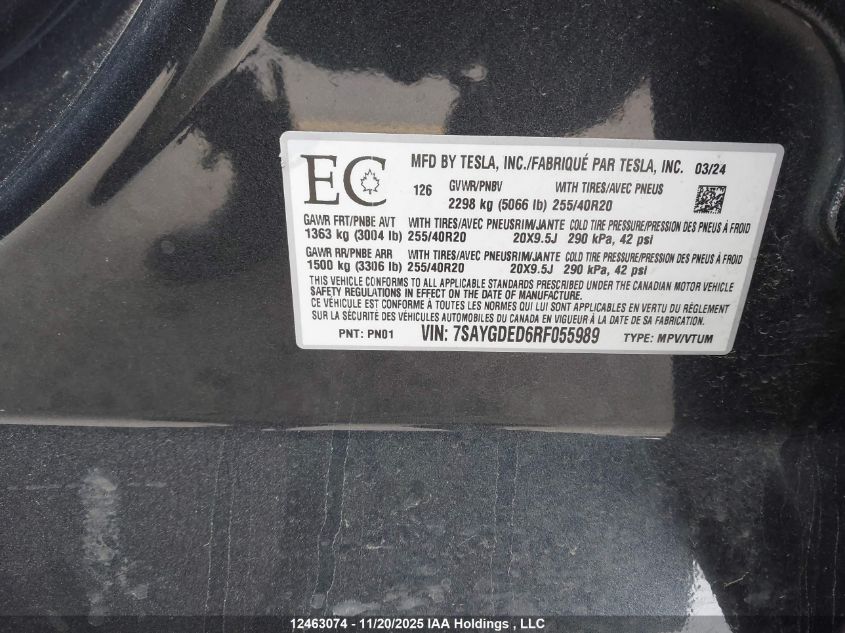 EC
MFD BY TESLA, INC./FABRIQUÉ PAR TESLA, INC. 03/24
126 GVWR/PNBV WITH TIRES/AVEC PNEUS
2298 kg (5066 lb) 255/40R20
GAWR FRT/PNBE AVT WITH TIRES/AVEC PNEUS RIM/JANTE COLD TIRE PRESSURE/PRESSION DES PNEUS À FROID
1363 kg (3004 lb) 255/40R20 20X9.5J 290 kPa, 42 psi
GAWR RR/PNBE ARR WITH TIRES/AVEC PNEUS RIM/JANTE COLD TIRE PRESSURE/PRESSION DES PNEUS À FROID
1500 kg (3306 lb) 255/40R20 20X9.5J 290 kPa, 42 psi
THIS VEHICLE CONFORMS TO ALL APPLICABLE STANDARDS PRESCRIBED UNDER THE CANADIAN MOTOR VEHICLE
SAFETY REGULATIONS IN EFFECT ON THE DATE OF MANUFACTURE.
CE VÉHICULE EST CONFORME À TOUTES LES NORMES QUI LUI SONT APPLICABLES EN VERTU DU RÈGLEMENT
SUR LA SÉCURITÉ DES VÉHICULES AUTOMOBILES DU CANADA EN VIGUEUR À LA DATE DE SA FABRICATION.
PNT: PN01 VIN: 7SAYGDED6RF055989 TYPE: MPV/VTUM
12463074 - 11/20/2025 IAA Holdings , LLC